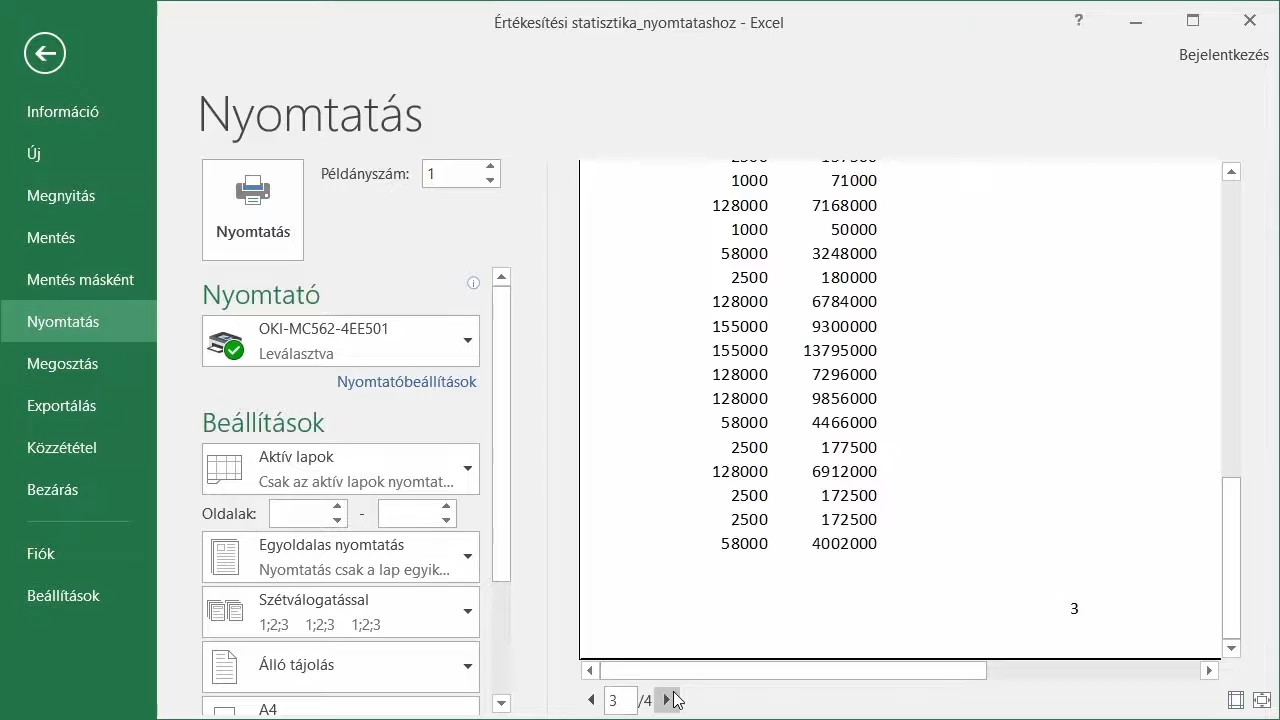 Értékesítési statisztika_nyomtatashoz - Excel
?
Bejelentkezés
Információ
Új
Megnyitás
Mentés
Mentés másként
Nyomtatás
Megosztás
Exportálás
Közzététel
Bezárás
Fiók
Beállítások
Nyomtatás
Nyomtatás
Példányszám: 1
Nyomtató
OKI-MC562-4EE501
Leválasztva
Nyomtatóbeállítások
Beállítások
Aktív lapok
Csak az aktív lapok nyomtat...
Oldalak: -
Egyoldalas nyomtatás
Nyomtatás csak a lap egyik...
Szétválogatással
1;2;3 1;2;3 1;2;3
Álló tájolás
A4
1000 71000
128000 7168000
1000 50000
58000 3248000
2500 180000
128000 6784000
155000 9300000
155000 13795000
128000 7296000
128000 9856000
58000 4466000
2500 177500
128000 6912000
2500 172500
2500 172500
58000 4002000
3
3 /4